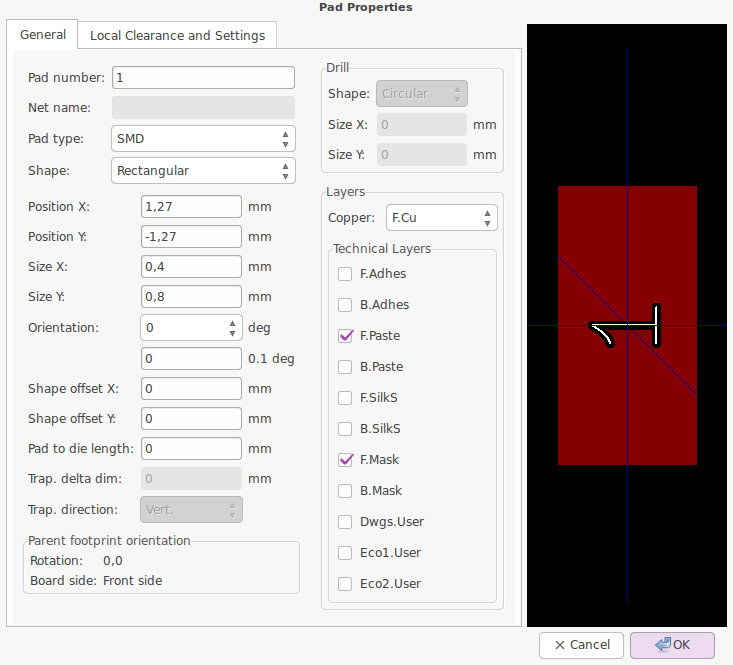 Pad Properties
General
Local Clearance and Settings
Pad number: 1
Net name:
Pad type: SMD
Shape: Rectangular
Position X: 1,27 mm
Position Y: -1,27 mm
Size X: 0,4 mm
Size Y: 0,8 mm
Orientation: 0 deg
0 0.1 deg
Shape offset X: 0 mm
Shape offset Y: 0 mm
Pad to die length: 0 mm
Trap. delta dim: 0 mm
Trap. direction: Vert.
Parent footprint orientation
Rotation: 0,0
Board side: Front side
Drill
Shape: Circular
Size X: 0 mm
Size Y: 0 mm
Layers
Copper: F.Cu
Technical Layers
F.Adhes
B.Adhes
F.Paste
B.Paste
F.SilkS
B.SilkS
F.Mask
B.Mask
Dwgs.User
Eco1.User
Eco2.User
1
Cancel
OK